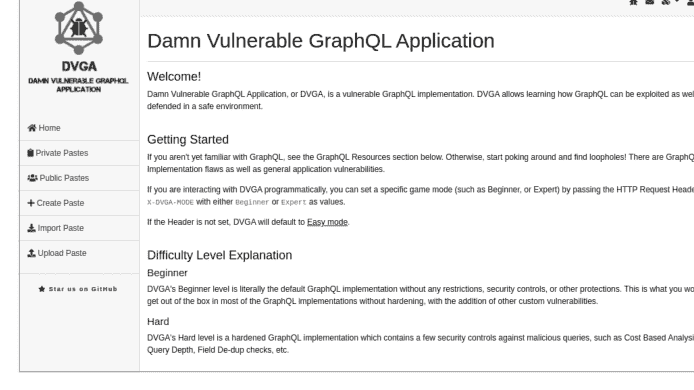 DVGA
DAMN VULNERABLE GRAPHQL
APPLICATION
Home
Private Pastes
Public Pastes
Create Paste
Import Paste
Upload Paste
Star us on GitHub
Damn Vulnerable GraphQL Application
Welcome!
Damn Vulnerable GraphQL Application, or DVGA, is a vulnerable GraphQL implementation. DVGA allows learning how GraphQL can be exploited as wel
defended in a safe environment.
Getting Started
If you aren't yet familiar with GraphQL, see the GraphQL Resources section below. Otherwise, start poking around and find loopholes! There are GraphQ
Implementation flaws as well as general application vulnerabilities.
If you are interacting with DVGA programmatically, you can set a specific game mode (such as Beginner, or Expert) by passing the HTTP Request Heade
X-DVGA-MODE with either Beginner or Expert as values.
If the Header is not set, DVGA will default to Easy mode.
Difficulty Level Explanation
Beginner
DVGA's Beginner level is literally the default GraphQL implementation without any restrictions, security controls, or other protections. This is what you wo
get out of the box in most of the GraphQL implementations without hardening, with the addition of other custom vulnerabilities.
Hard
DVGA's Hard level is a hardened GraphQL implementation which contains a few security controls against malicious queries, such as Cost Based Analysi
Query Depth, Field De-dup checks, etc.